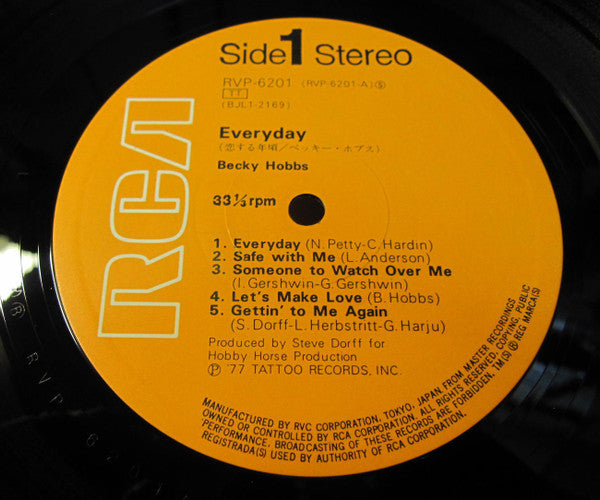 Side 1 Stereo
RVP-6201 (RVP-6201-A) Ⓢ
TT
(BJL1-2169)
Everyday
(恋する年頃/ベッキー・ホブス)
Becky Hobbs
33⅓ rpm
RCA
1. Everyday (N. Petty-C. Hardin)
2. Safe with Me (L. Anderson)
3. Someone to Watch Over Me
(I. Gershwin-G. Gershwin)
4. Let's Make Love (B. Hobbs)
5. Gettin' to Me Again
(S. Dorff-L. Herbstritt-G. Harju)
Produced by Steve Dorff for
Hobby Horse Production
Ⓟ '77 TATTOO RECORDS, INC.
MANUFACTURED BY RVC CORPORATION, TOKYO, JAPAN, FROM MASTER RECORDINGS
OWNED OR CONTROLLED BY RCA CORPORATION. ALL RIGHTS RESERVED. COPYING, PUBLIC
PERFORMANCE, BROADCASTING OF THESE RECORDS ARE FORBIDDEN. TM(S) ® REG MARCA(S)
REGISTRADA(S) USED BY AUTHORITY OF RCA CORPORATION.
RVP-6201